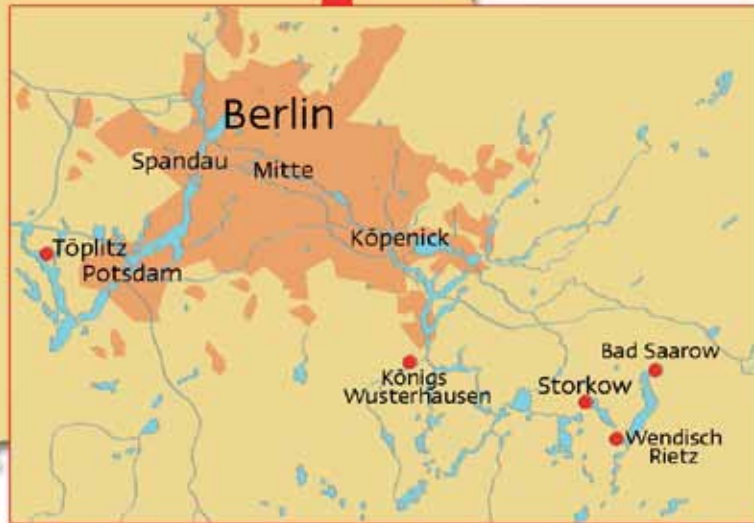 Berlin
Spandau
Mitte
Köpenick
Töplitz
Potsdam
Bad Saarow
Königs
Wusterhausen
Storkow
Wendisch
Rietz